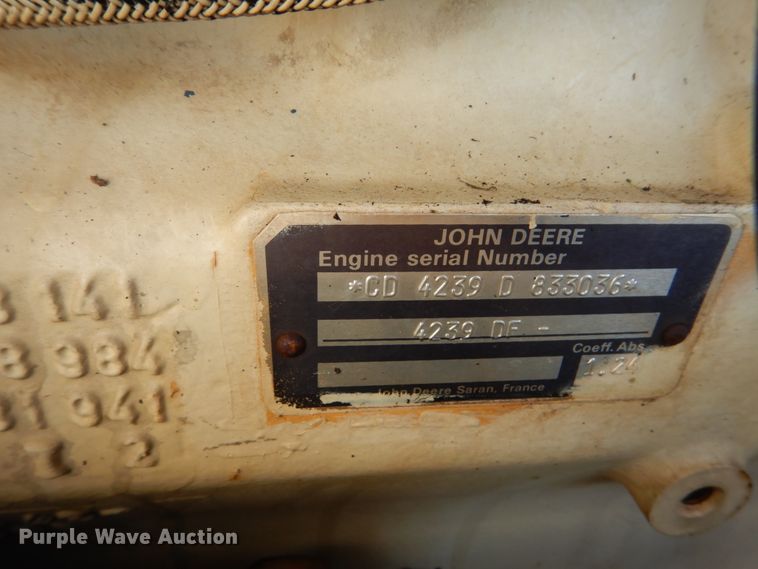 JOHN DEERE
Engine serial Number
*CD 4239 D 833036*
4239 DF -
Coeff. Abs.
1.24
John Deere Saran, France
141
984
941
2
Purple Wave Auction